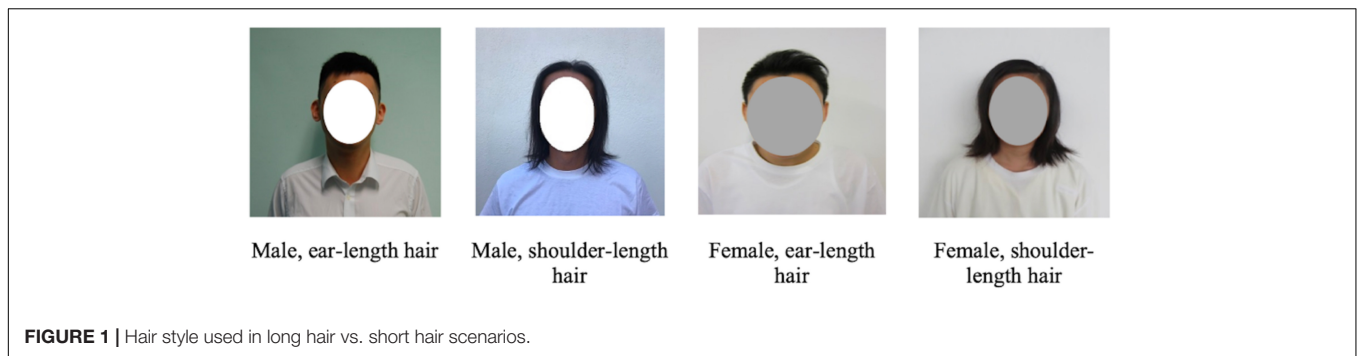 Male, ear-length hair
Male, shoulder-length
hair
Female, ear-length
hair
Female, shoulder-
length hair
FIGURE 1 | Hair style used in long hair vs. short hair scenarios.